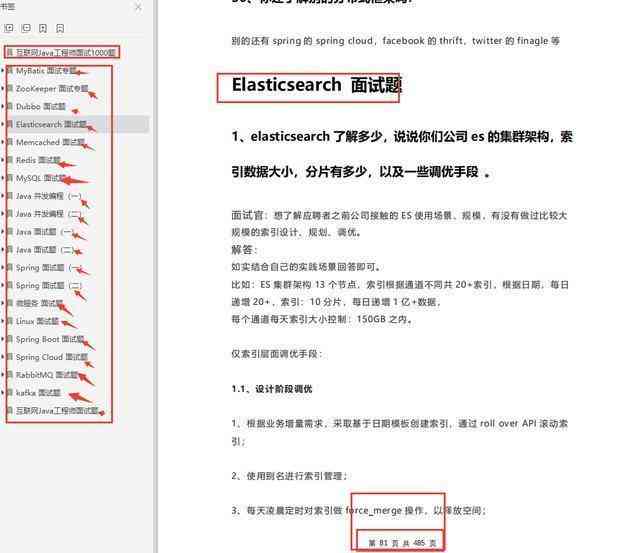 书签
互联网Java工程师面试1000题
MyBatis 面试专题
ZooKeeper 面试专题
Dubbo 面试题
Elasticsearch 面试题
Memcached 面试题
Redis 面试题
MySQL 面试题
Java 并发编程（一）
Java 并发编程（二）
Java 面试题（一）
Java 面试题（二）
Spring 面试题（一）
Spring 面试题（二）
微服务 面试题
Linux 面试题
Spring Boot 面试题
Spring Cloud 面试题
RabbitMQ 面试题
kafka 面试题
互联网Java工程师面试题
别的还有 spring 的 spring cloud，facebook 的 thrift，twitter 的 finagle 等
Elasticsearch 面试题
1、elasticsearch 了解多少，说说你们公司 es 的集群架构，索
引数据大小，分片有多少，以及一些调优手段 。
面试官：想了解应聘者之前公司接触的 ES 使用场景、规模，有没有做过比较大
规模的索引设计、规划、调优。
解答：
如实结合自己的实践场景回答即可。
比如：ES 集群架构 13 个节点，索引根据通道不同共 20+索引，根据日期，每日
递增 20+，索引：10 分片，每日递增 1 亿+数据，
每个通道每天索引大小控制：150GB 之内。
仅索引层面调优手段：
1.1、设计阶段调优
1、根据业务增量需求，采取基于日期模板创建索引，通过 roll over API 滚动索
引；
2、使用别名进行索引管理；
3、每天凌晨定时对索引做 force_merge 操作，以释放空间；
第 81 页 共 485 页